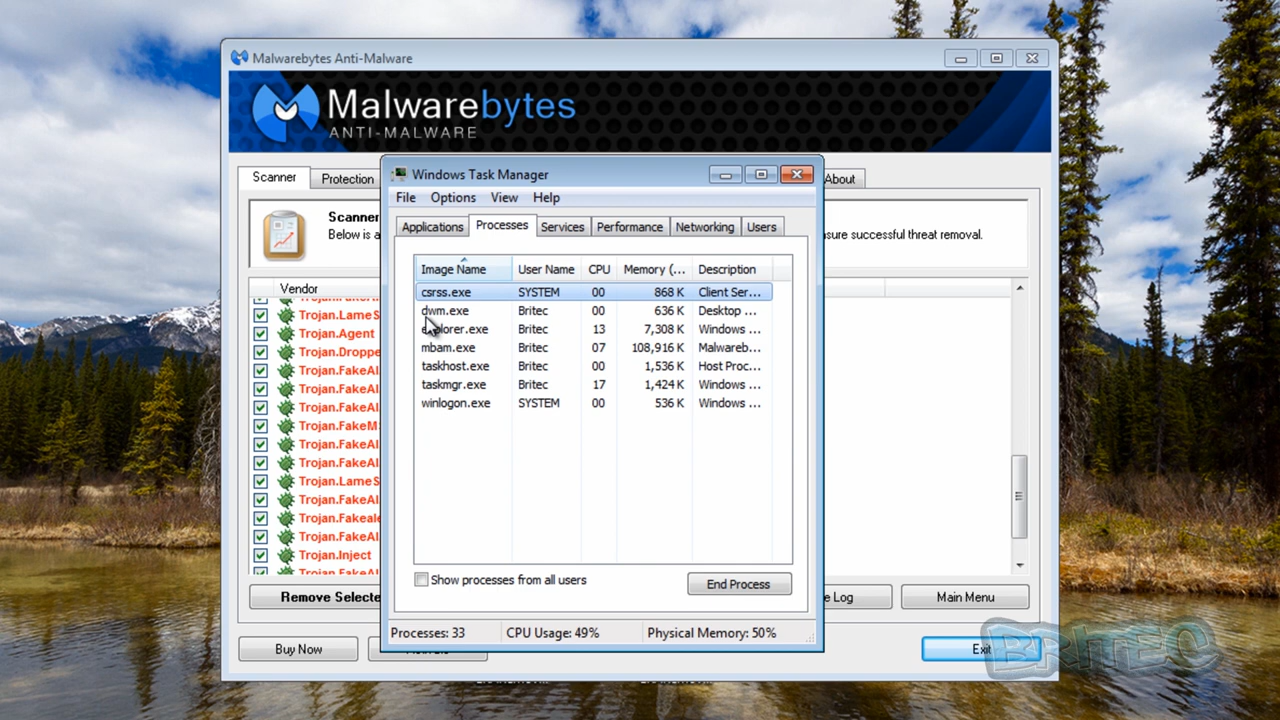 Malwarebytes Anti-Malware
Malwarebytes
ANTI-MALWARE
Scanner Protection About
Scanner
Below is a
sure successful threat removal.
Vendor
Trojan.LameS
Trojan.Agent
Trojan.Droppe
Trojan.FakeAl
Trojan.FakeAl
Trojan.FakeAl
Trojan.FakeM
Trojan.FakeAl
Trojan.FakeAl
Trojan.LameS
Trojan.FakeAl
Trojan.Fakeale
Trojan.FakeAl
Trojan.Inject
Trojan.FakeAl
Remove Selecte
e Log
Main Menu
Buy Now
Exit
Windows Task Manager
File Options View Help
Applications Processes Services Performance Networking Users
Image Name User Name CPU Memory (... Description
csrss.exe SYSTEM 00 868 K Client Ser...
dwm.exe Britec 00 636 K Desktop ...
explorer.exe Britec 13 7,308 K Windows ...
mbam.exe Britec 07 108,916 K Malwareb...
taskhost.exe Britec 00 1,536 K Host Proc...
taskmgr.exe Britec 17 1,424 K Windows ...
winlogon.exe SYSTEM 00 536 K Windows ...
Show processes from all users
End Process
Processes: 33 CPU Usage: 49% Physical Memory: 50%
BRITEC